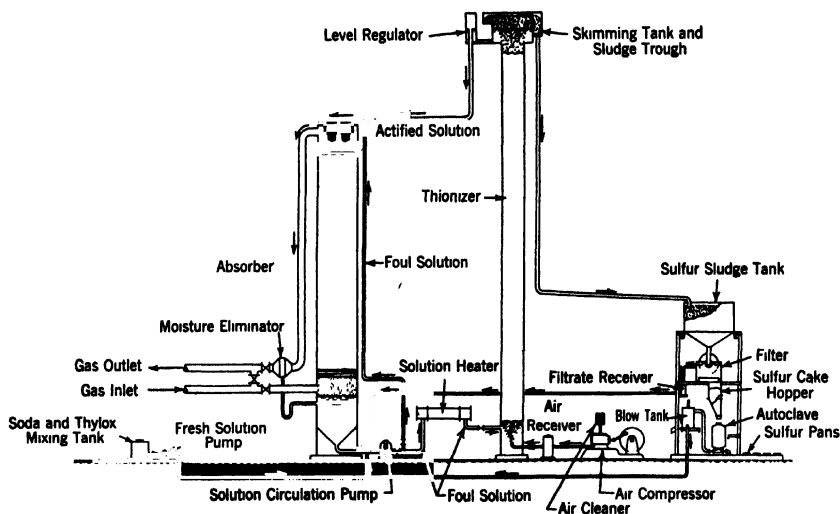 Level Regulator
Skimming Tank and
Sludge Trough
Actified Solution
Thionizer
Absorber
Foul Solution
Sulfur Sludge Tank
Moisture Eliminator
Gas Outlet
Gas Inlet
Solution Heater
Filtrate Receiver
Filter
Sulfur Cake
Hopper
Air
Receiver
Blow Tank
Autoclave
Sulfur Pans
Soda and Thylox
Mixing Tank
Fresh Solution
Pump
Solution Circulation Pump
Foul Solution
Air Compressor
Air Cleaner